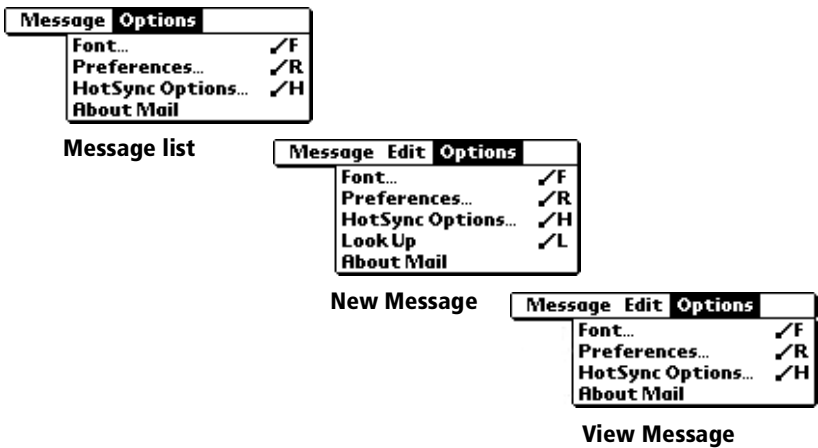 Message Options
Font… ✓F
Preferences… ✓R
HotSync Options… ✓H
About Mail
Message list
Message Edit Options
Font… ✓F
Preferences… ✓R
HotSync Options… ✓H
Look Up ✓L
About Mail
New Message
Message Edit Options
Font… ✓F
Preferences… ✓R
HotSync Options… ✓H
About Mail
View Message